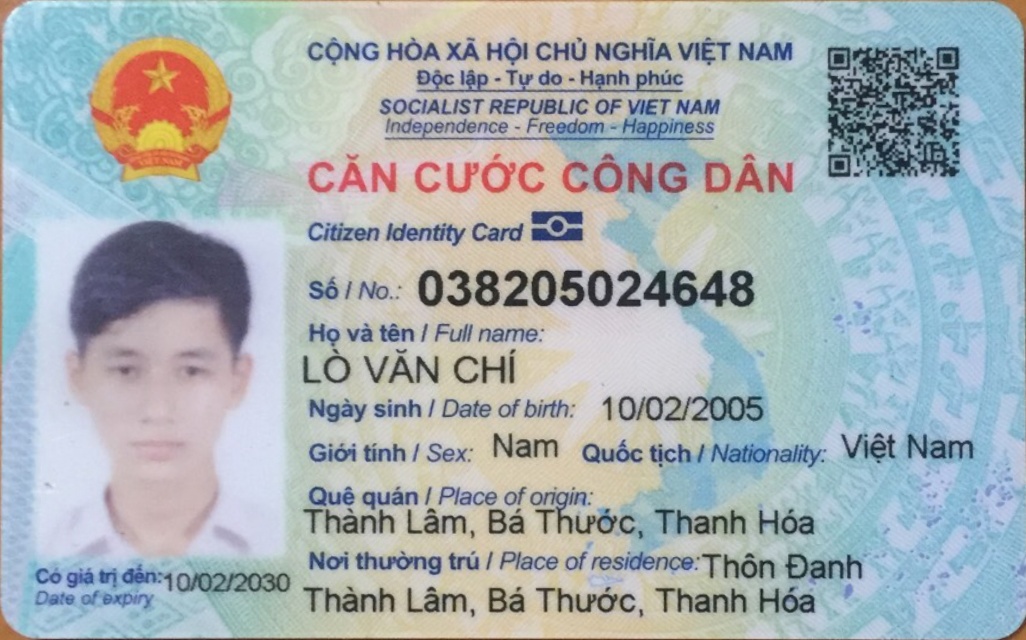 CỘNG HÒA XÃ HỘI CHỦ NGHĨA VIỆT NAM
Độc lập - Tự do - Hạnh phúc
SOCIALIST REPUBLIC OF VIET NAM
Independence - Freedom - Happiness
VIỆT NAM
CĂN CƯỚC CÔNG DÂN
Citizen Identity Card
Số / No.: 038205024648
Họ và tên / Full name:
LÒ VĂN CHÍ
Ngày sinh / Date of birth: 10/02/2005
Giới tính / Sex: Nam Quốc tịch / Nationality: Việt Nam
Quê quán / Place of origin:
Thành Lâm, Bá Thước, Thanh Hóa
Nơi thường trú / Place of residence: Thôn Đanh
Thành Lâm, Bá Thước, Thanh Hóa
Có giá trị đến: 10/02/2030
Date of expiry